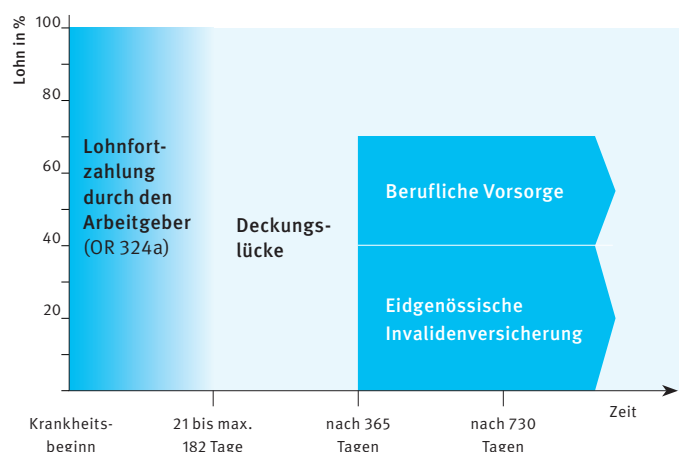 Lohn in %
100
80
60
40
20
Lohnfort-
zahlung
durch den
Arbeitgeber
(OR 324a)
Deckungs-
lücke
Berufliche Vorsorge
Eidgenössische
Invalidenversicherung
Krankheits-
beginn
21 bis max.
182 Tage
nach 365
Tagen
nach 730
Tagen
Zeit